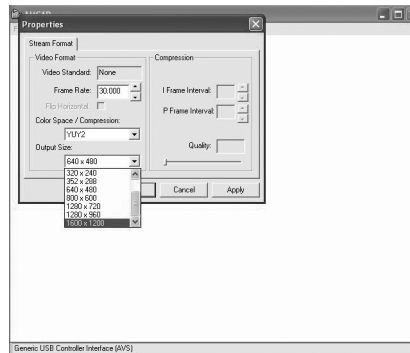 AMCAP
Properties
Stream Format
Video Format
Video Standard: None
Frame Rate: 30.000
Flip Horizontal:
Color Space / Compression:
YUY2
Output Size:
640 x 480
320 x 240
352 x 288
640 x 480
800 x 600
1280 x 720
1280 x 960
1600 x 1200
Compression
I Frame Interval:
P Frame Interval:
Quality:
Cancel
Apply
Generic USB Controller Interface (AVS)